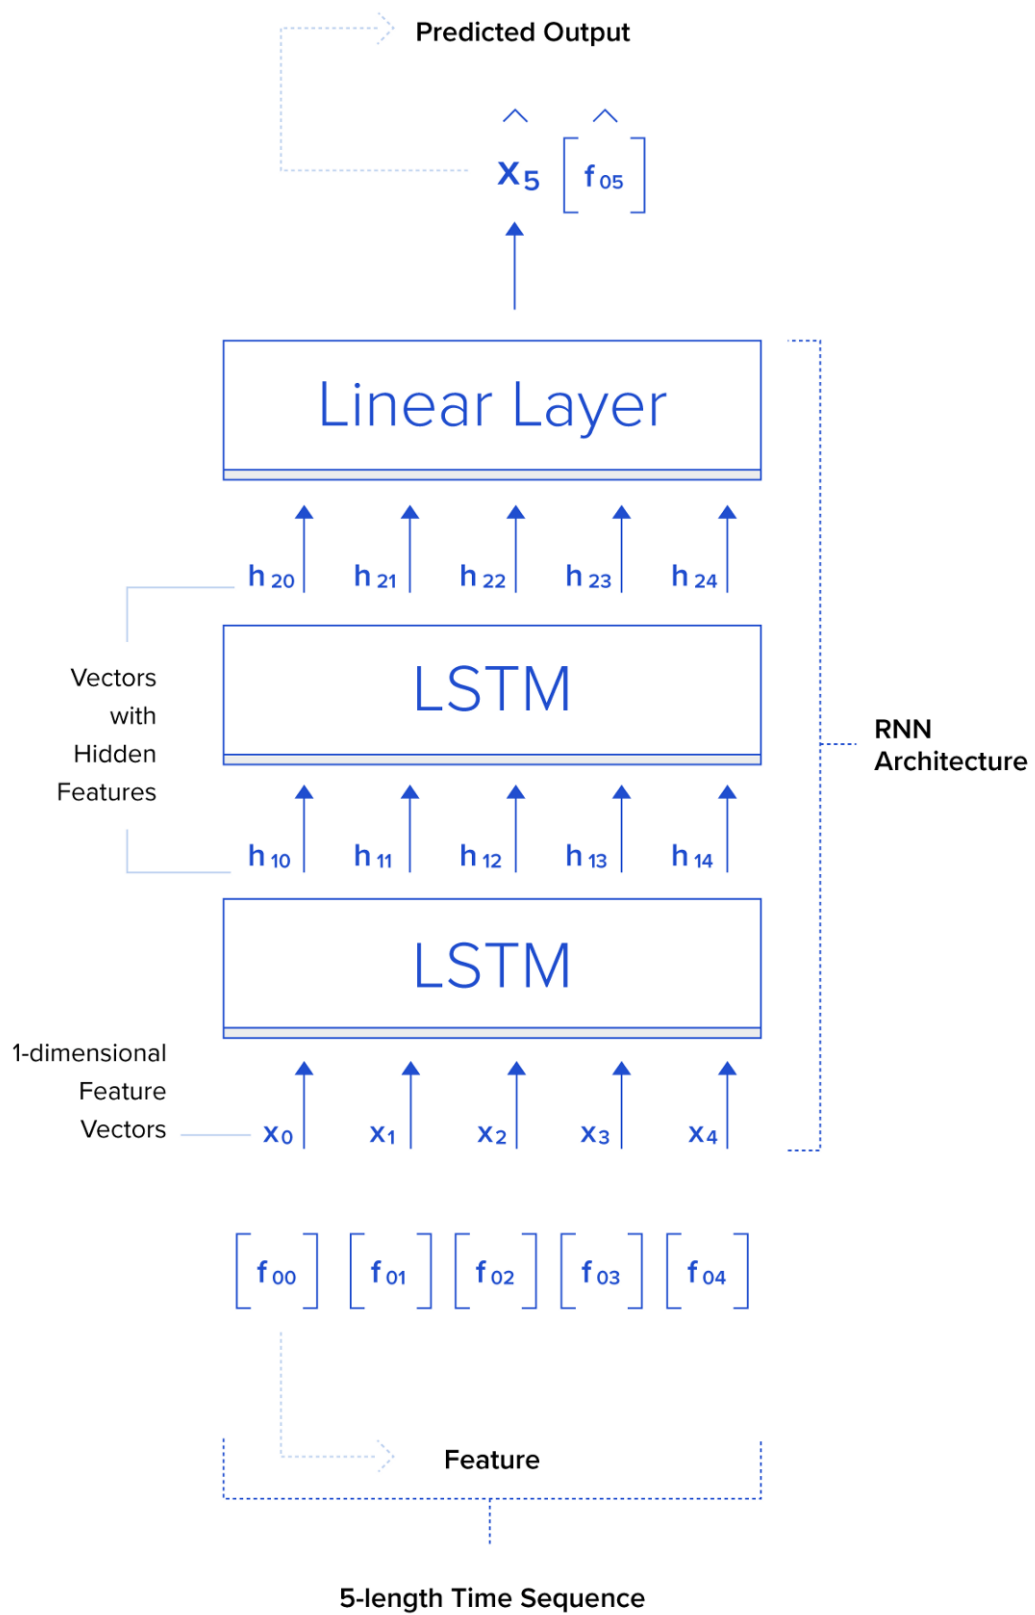 Predicted Output
x̂5 [f̂05]
Linear Layer
h20 h21 h22 h23 h24
LSTM
Vectors
with
Hidden
Features
RNN
Architecture
h10 h11 h12 h13 h14
LSTM
1-dimensional
Feature
Vectors
x0 x1 x2 x3 x4
[f00] [f01] [f02] [f03] [f04]
Feature
5-length Time Sequence